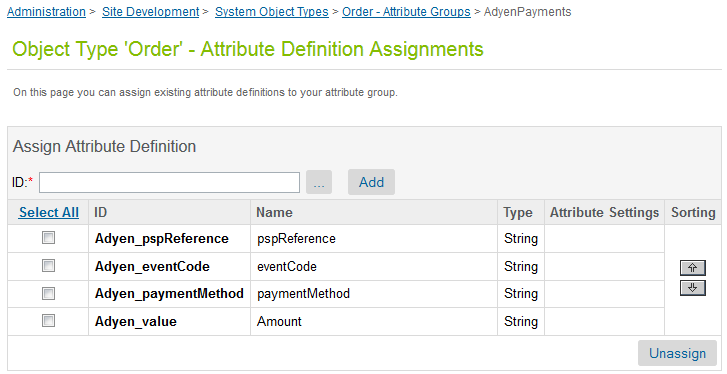 Administration > Site Development > System Object Types > Order - Attribute Groups > AdyenPayments
Object Type 'Order' - Attribute Definition Assignments
On this page you can assign existing attribute definitions to your attribute group.
Assign Attribute Definition
ID:* ... Add
Select All ID Name Type Attribute Settings Sorting
Adyen_pspReference pspReference String
Adyen_eventCode eventCode String
Adyen_paymentMethod paymentMethod String
Adyen_value Amount String
Unassign